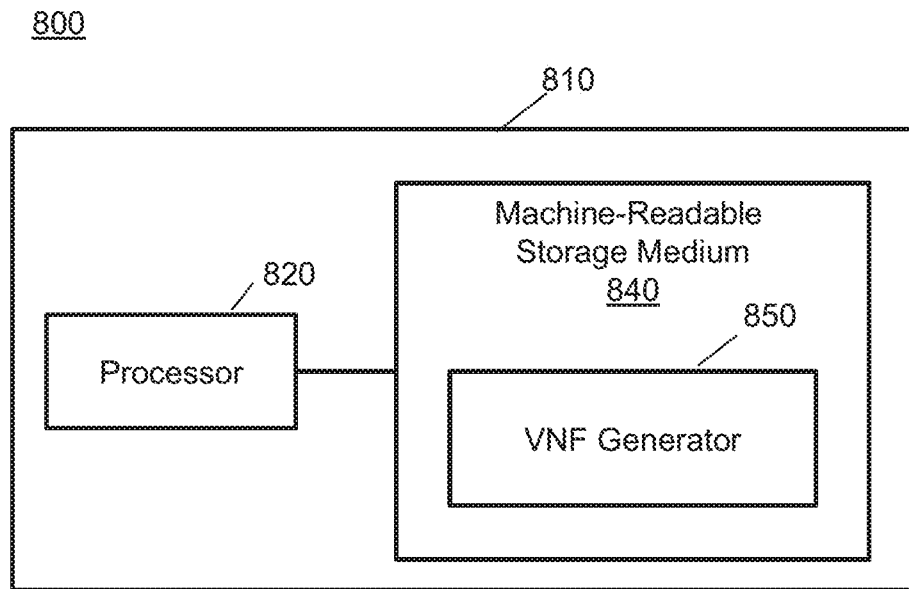 800
810
Machine-Readable
Storage Medium
840
820
850
Processor
VNF Generator